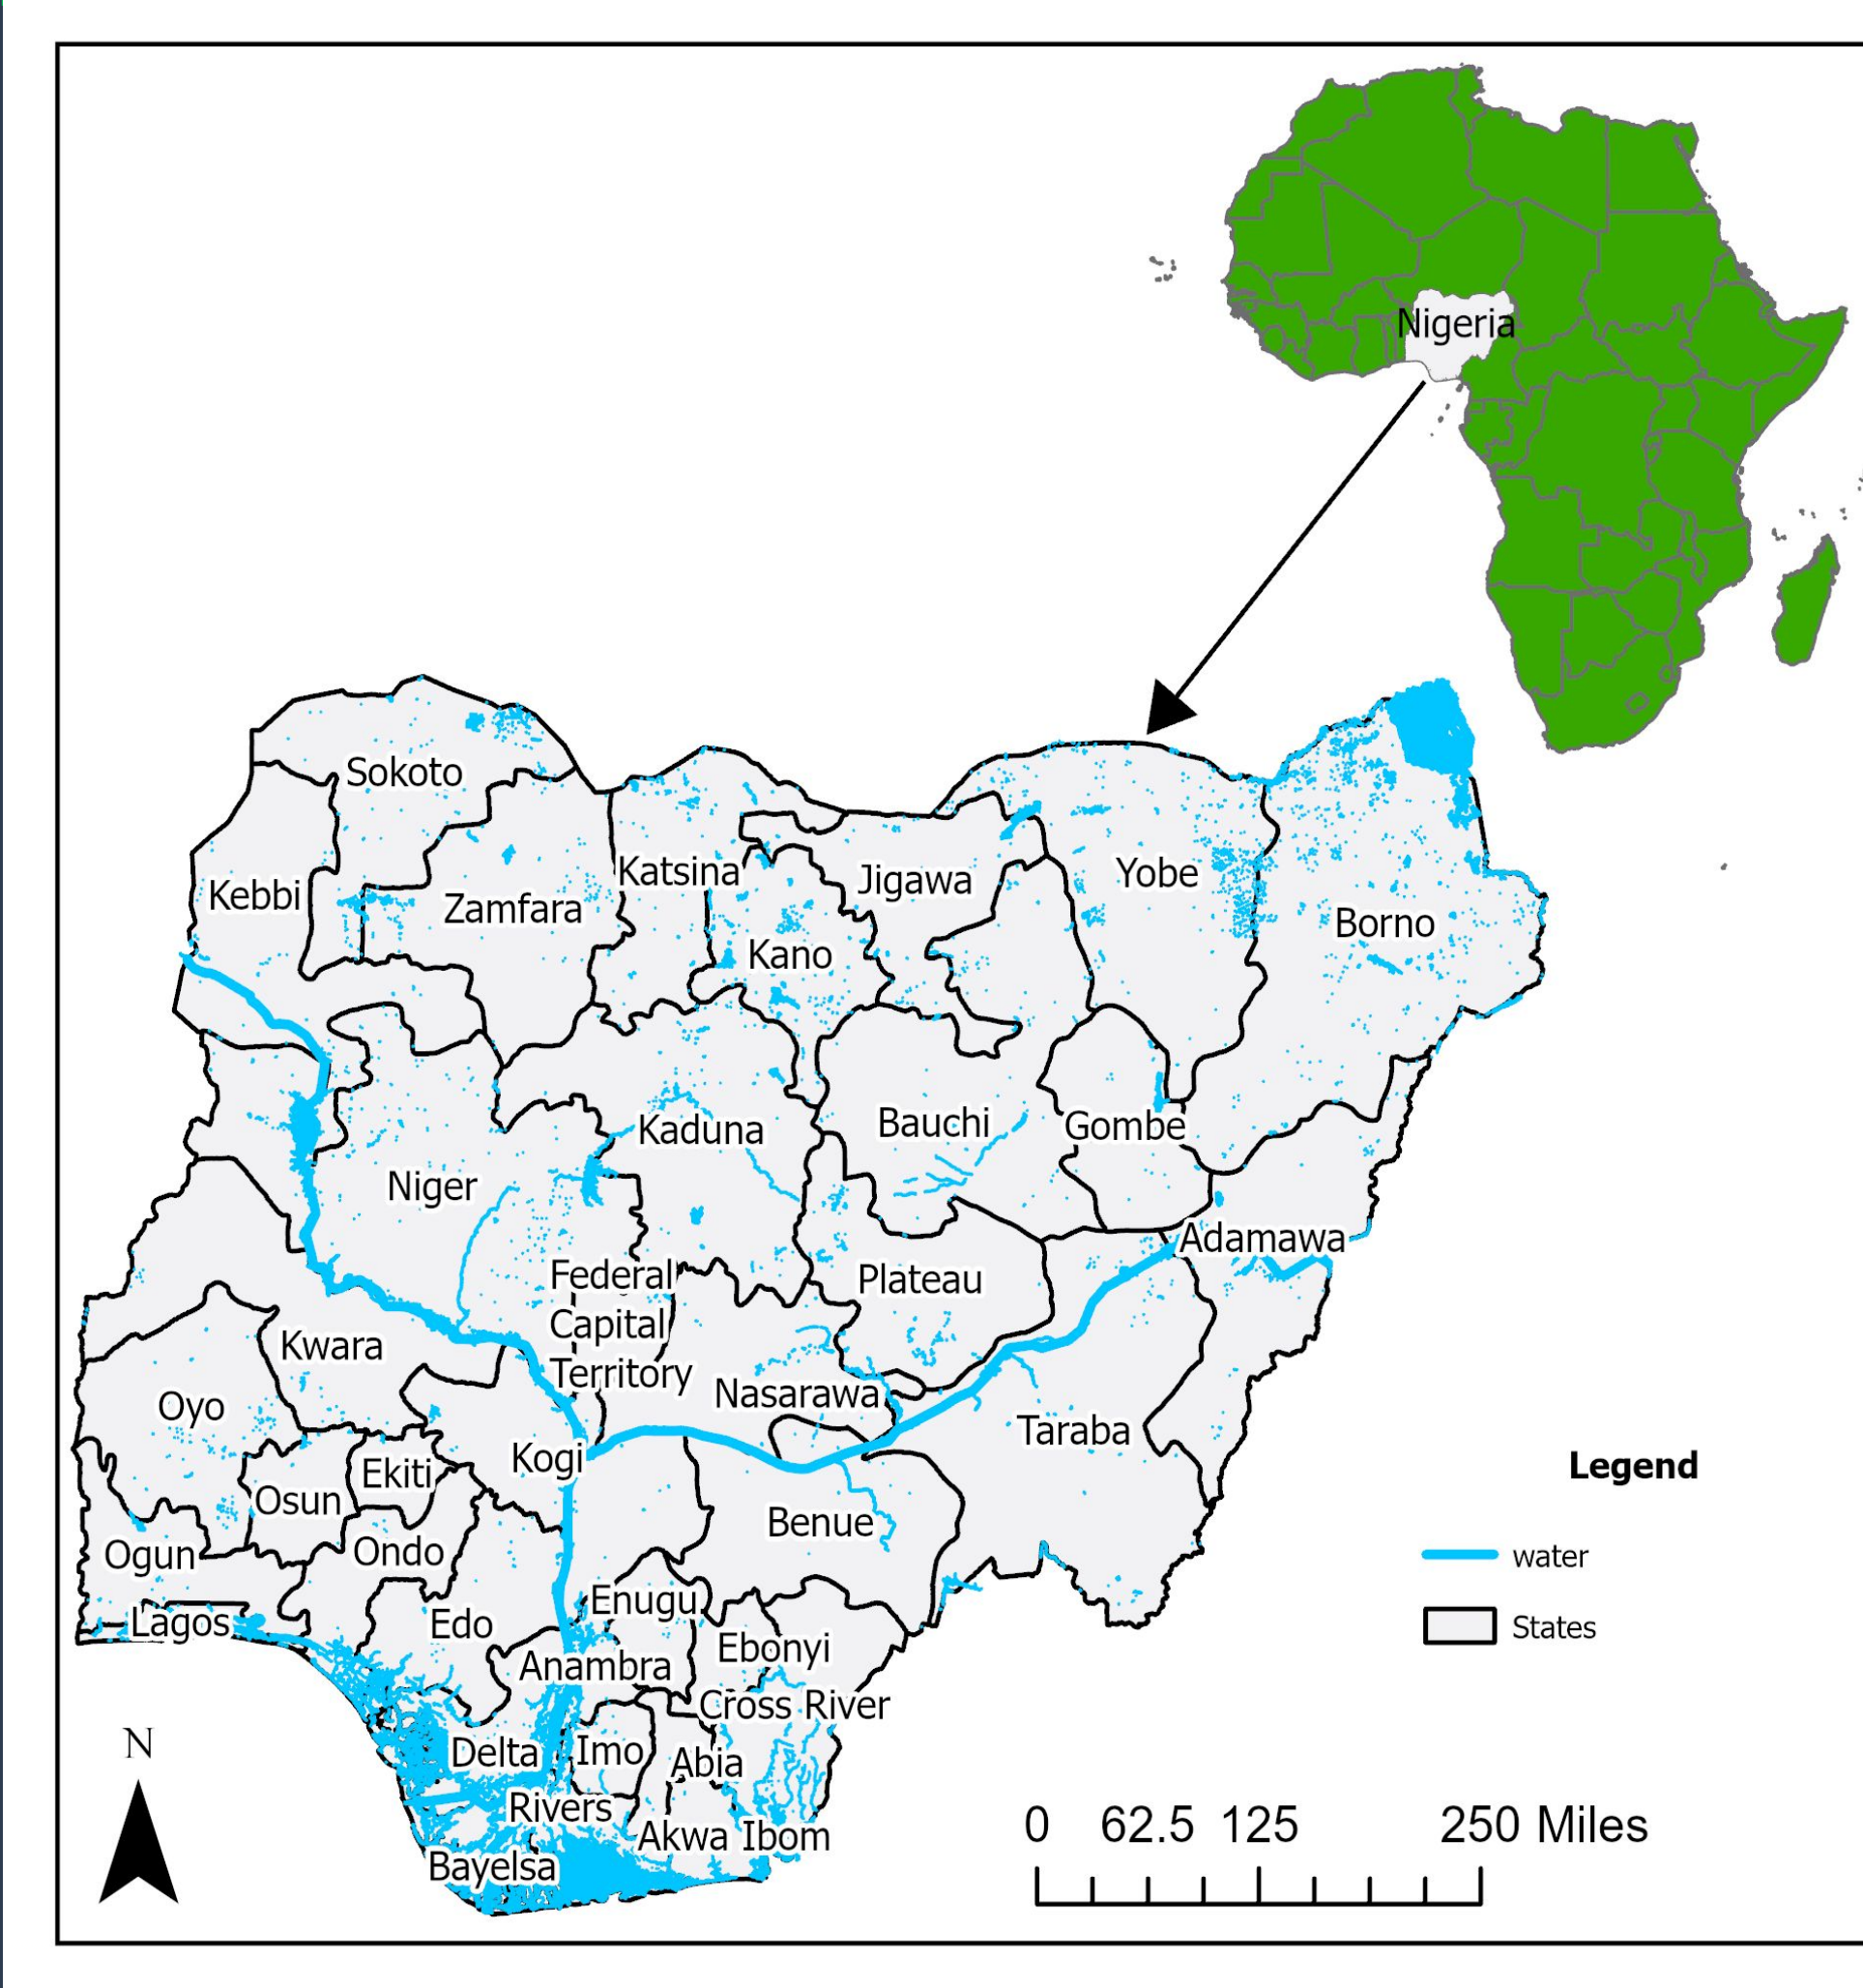 Nigeria
Sokoto
Kebbi
Zamfara
Katsina
Kano
Jigawa
Yobe
Borno
Niger
Kaduna
Bauchi
Gombe
Adamawa
Federal
Capital
Territory
Plateau
Kwara
Oyo
Nasarawa
Taraba
Kogi
Ekiti
Osun
Benue
Ogun
Ondo
Lagos
Edo
Enugu
Ebonyi
Anambra
Cross River
Delta
Imo
Abia
Rivers
Akwa Ibom
Bayelsa
Legend
water
States
N
0 62.5 125 250 Miles